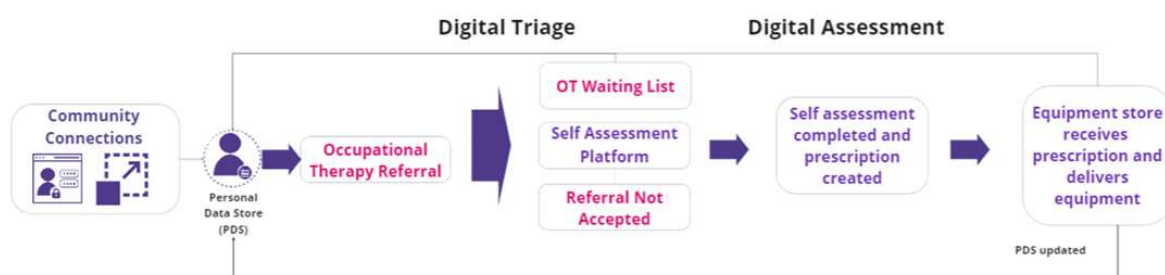 Digital Triage
Digital Assessment
Community
Connections
Personal
Data Store
(PDS)
Occupational
Therapy Referral
OT Waiting List
Self Assessment
Platform
Referral Not
Accepted
Self assessment
completed and
prescription
created
Equipment store
receives
prescription and
delivers
equipment
PDS updated